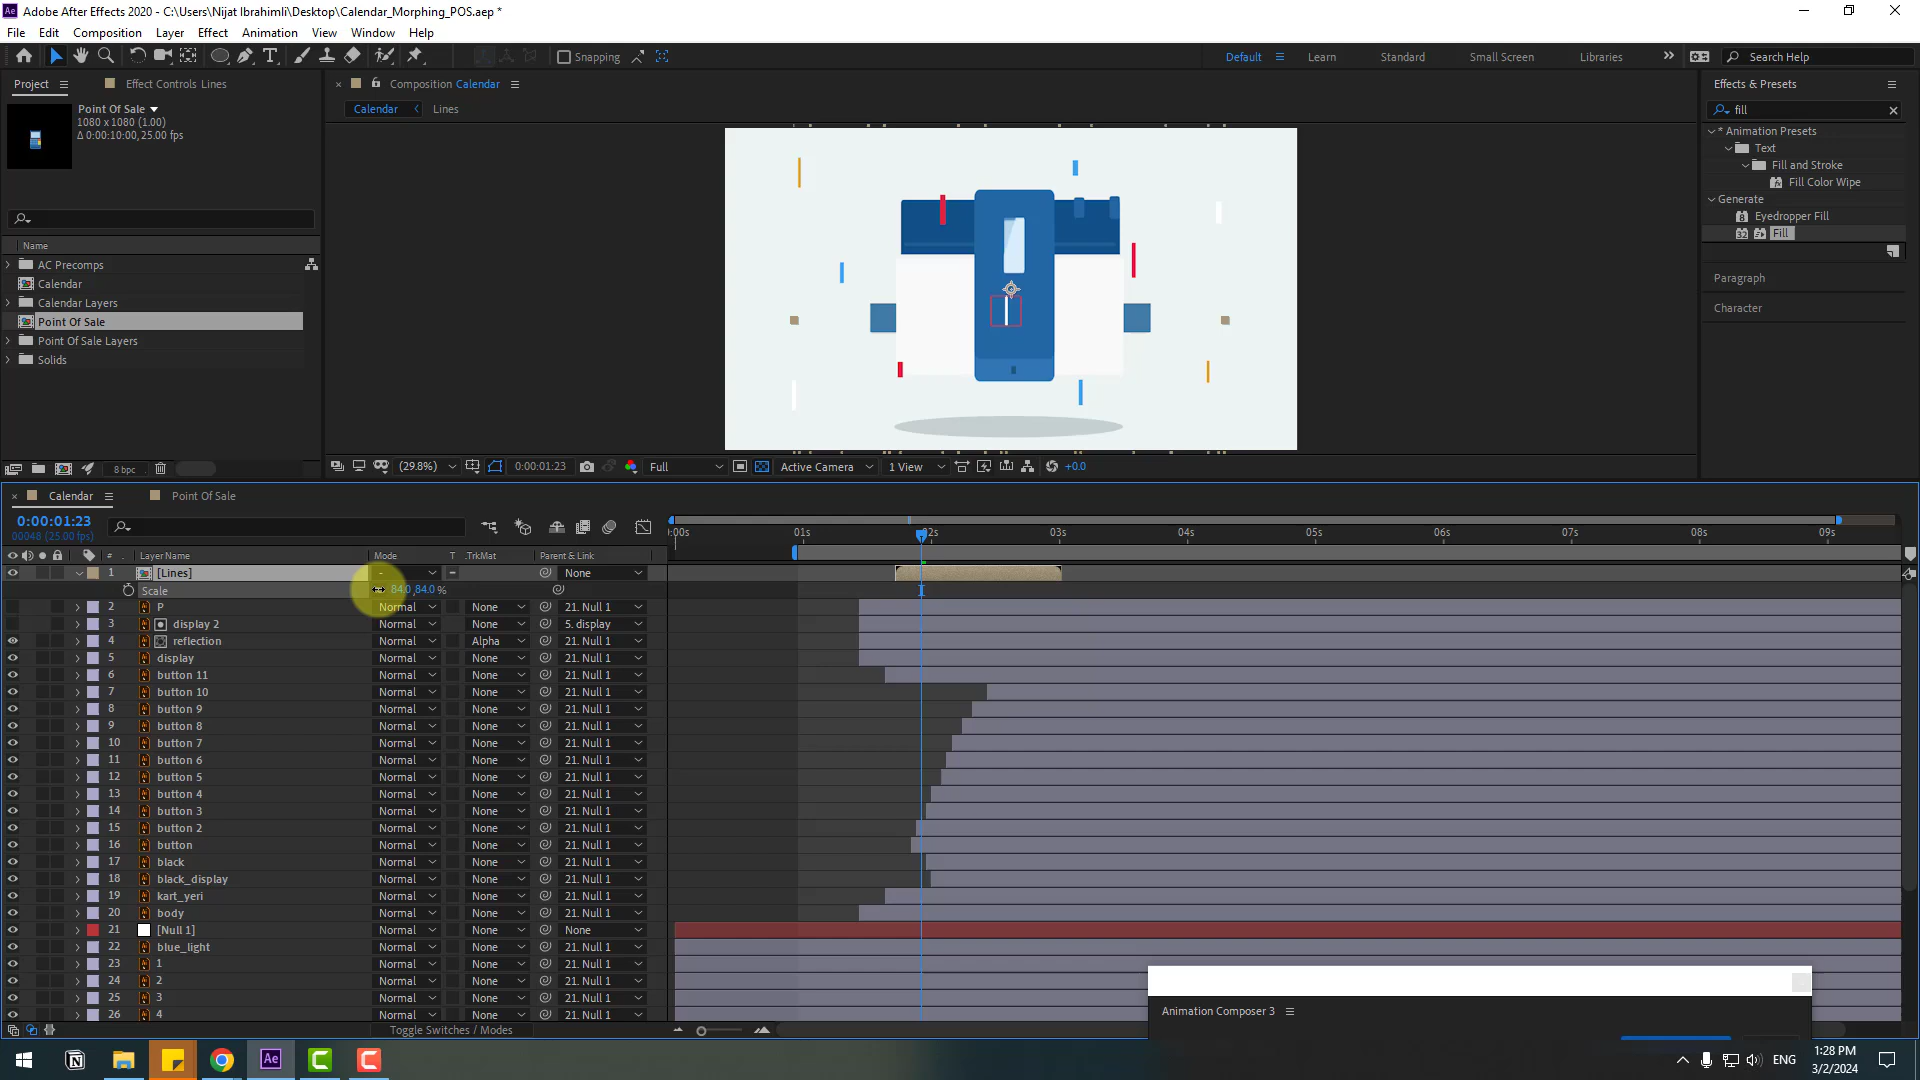 Adobe After Effects 2020 - C:\Users\Nijat Ibrahimli\Desktop\Calendar_Morphing_POS.aep *
File Edit Composition Layer Effect Animation View Window Help
Snapping Default Learn Standard Small Screen Libraries Search Help
Project Effect Controls Lines
Point Of Sale
1080 x 1080 (1.00)
Δ 0:00:10:00, 25.00 fps
Name
AC Precomps
Calendar
Calendar Layers
Point Of Sale
Point Of Sale Layers
Solids
8 bpc
Composition Calendar
Calendar Lines
(29.8%) 0:00:01:23 Full Active Camera 1 View +0.0
Effects & Presets
fill
* Animation Presets
Text
Fill and Stroke
Fill Color Wipe
Generate
Eyedropper Fill
Fill
Paragraph
Character
Calendar Point Of Sale
0:00:01:23
00048 (25.00 fps)
:00s 01s 02s 03s 04s 05s 06s 07s 08s 09s
# Layer Name Mode T .TrkMat Parent & Link
1 [Lines] - None
Scale 84.0, 84.0 %
2 P Normal None 21. Null 1
3 display 2 Normal None 5. display
4 reflection Normal Alpha 21. Null 1
5 display Normal None 21. Null 1
6 button 11 Normal None 21. Null 1
7 button 10 Normal None 21. Null 1
8 button 9 Normal None 21. Null 1
9 button 8 Normal None 21. Null 1
10 button 7 Normal None 21. Null 1
11 button 6 Normal None 21. Null 1
12 button 5 Normal None 21. Null 1
13 button 4 Normal None 21. Null 1
14 button 3 Normal None 21. Null 1
15 button 2 Normal None 21. Null 1
16 button Normal None 21. Null 1
17 black Normal None 21. Null 1
18 black_display Normal None 21. Null 1
19 kart_yeri Normal None 21. Null 1
20 body Normal None 21. Null 1
21 [Null 1] Normal None None
22 blue_light Normal None 21. Null 1
23 1 Normal None 21. Null 1
24 2 Normal None 21. Null 1
25 3 Normal None 21. Null 1
26 4 Normal None 21. Null 1
Toggle Switches / Modes
Animation Composer 3
ENG
1:28 PM
3/2/2024